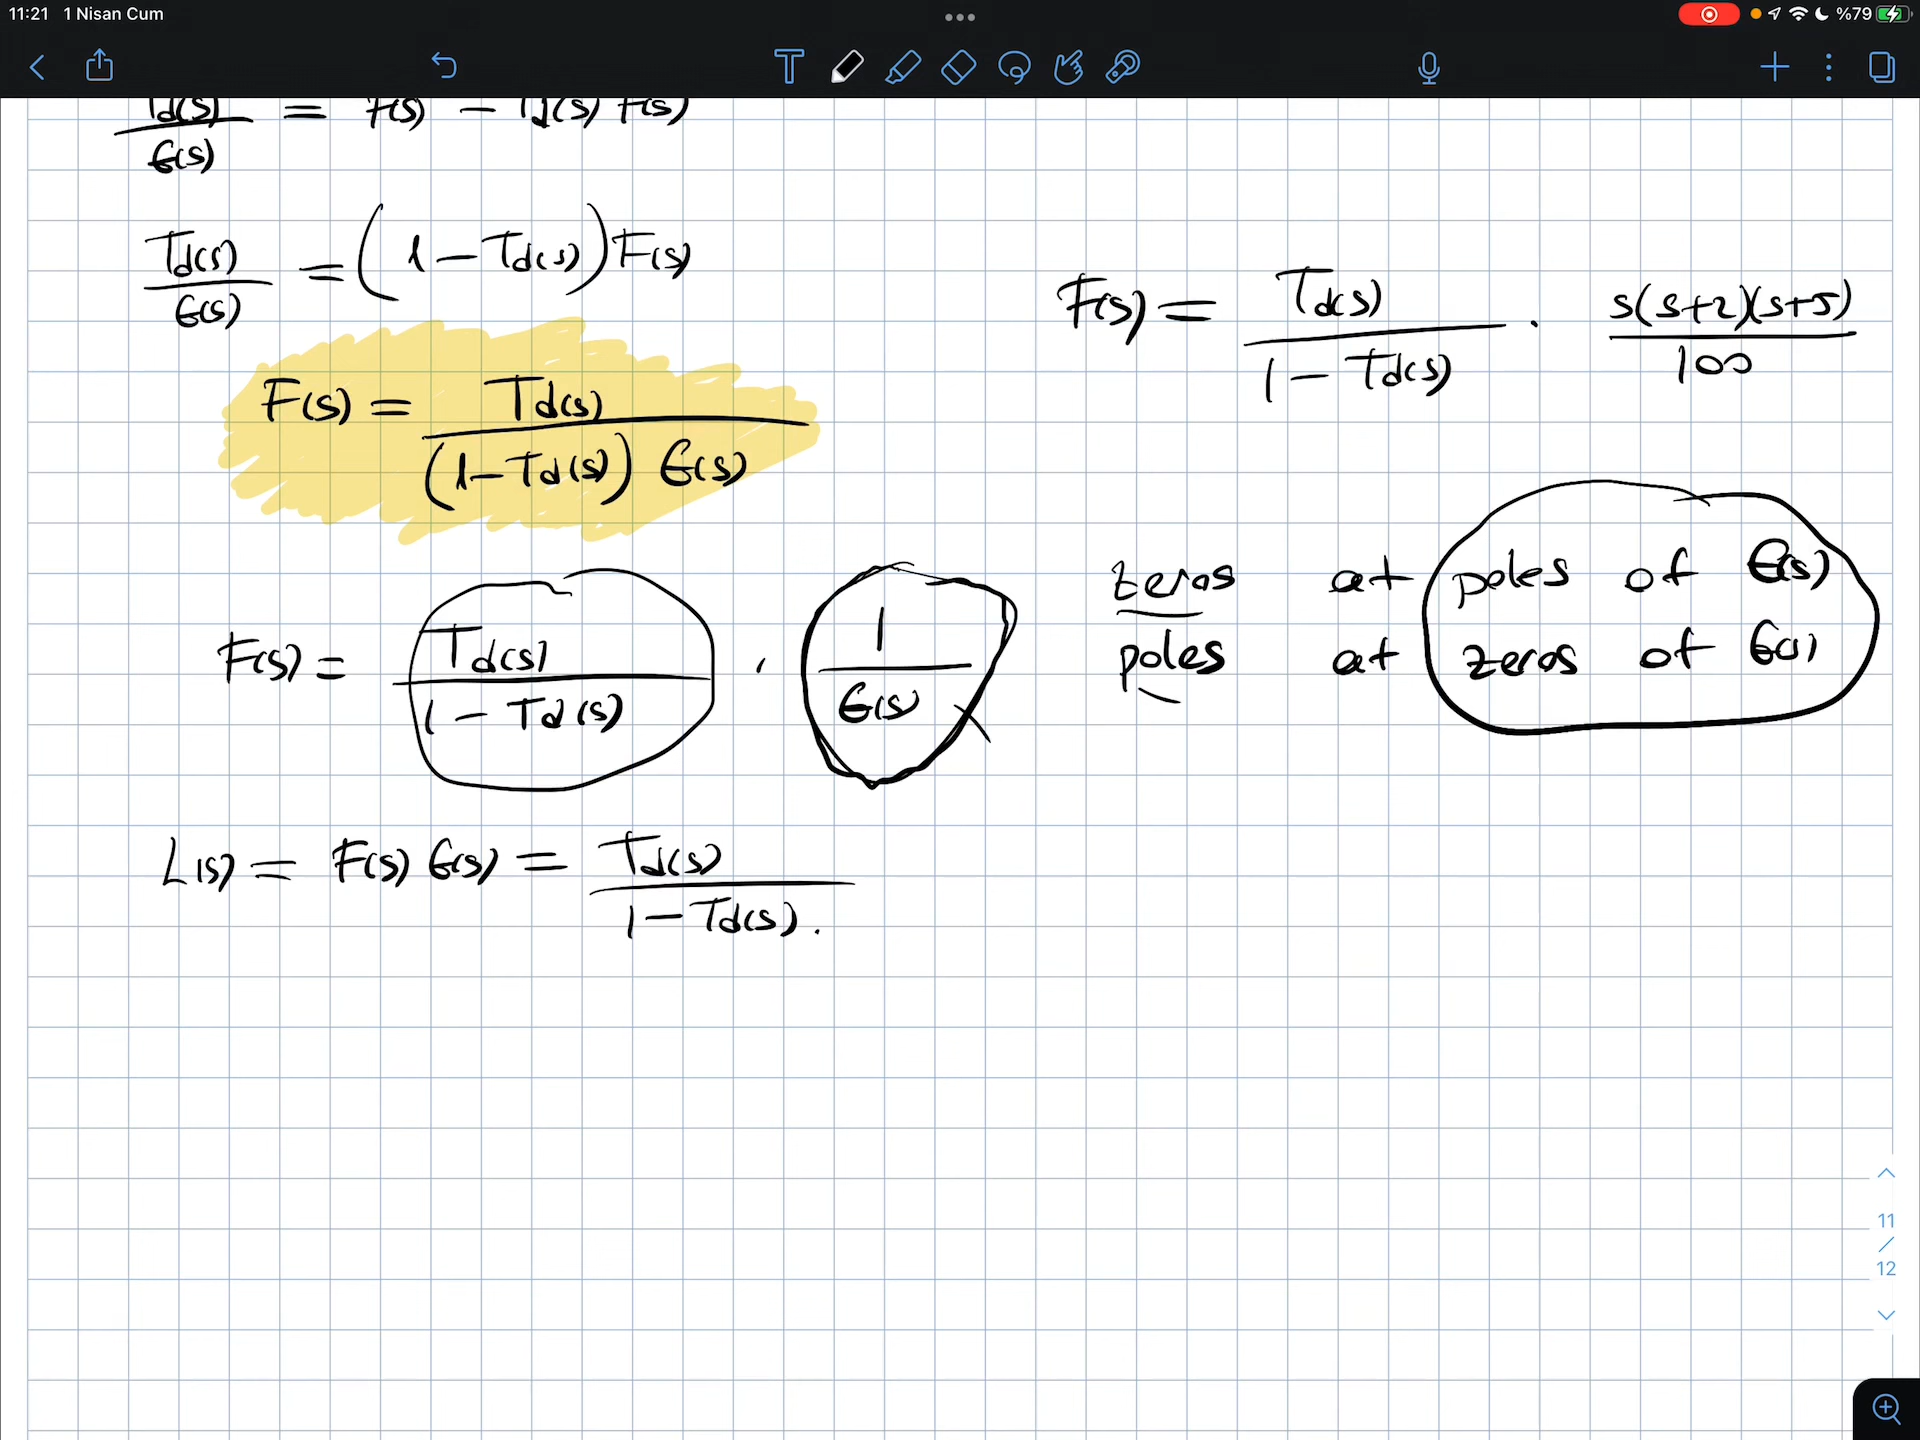 11:21 1 Nisan Cum
%79
T
Td(s) / G(s) = F(s) - Td(s) F(s)
Td(s) / G(s) = (1 - Td(s)) F(s)
F(s) = Td(s) / (1 - Td(s)) G(s)
F(s) = Td(s) / 1 - Td(s) . s(s+2)(s+5) / 100
F(s) = Td(s) / 1 - Td(s) . 1 / G(s)
zeros at poles of G(s)
poles at zeros of G(s)
L(s) = F(s) G(s) = Td(s) / 1 - Td(s) .
11
/
12